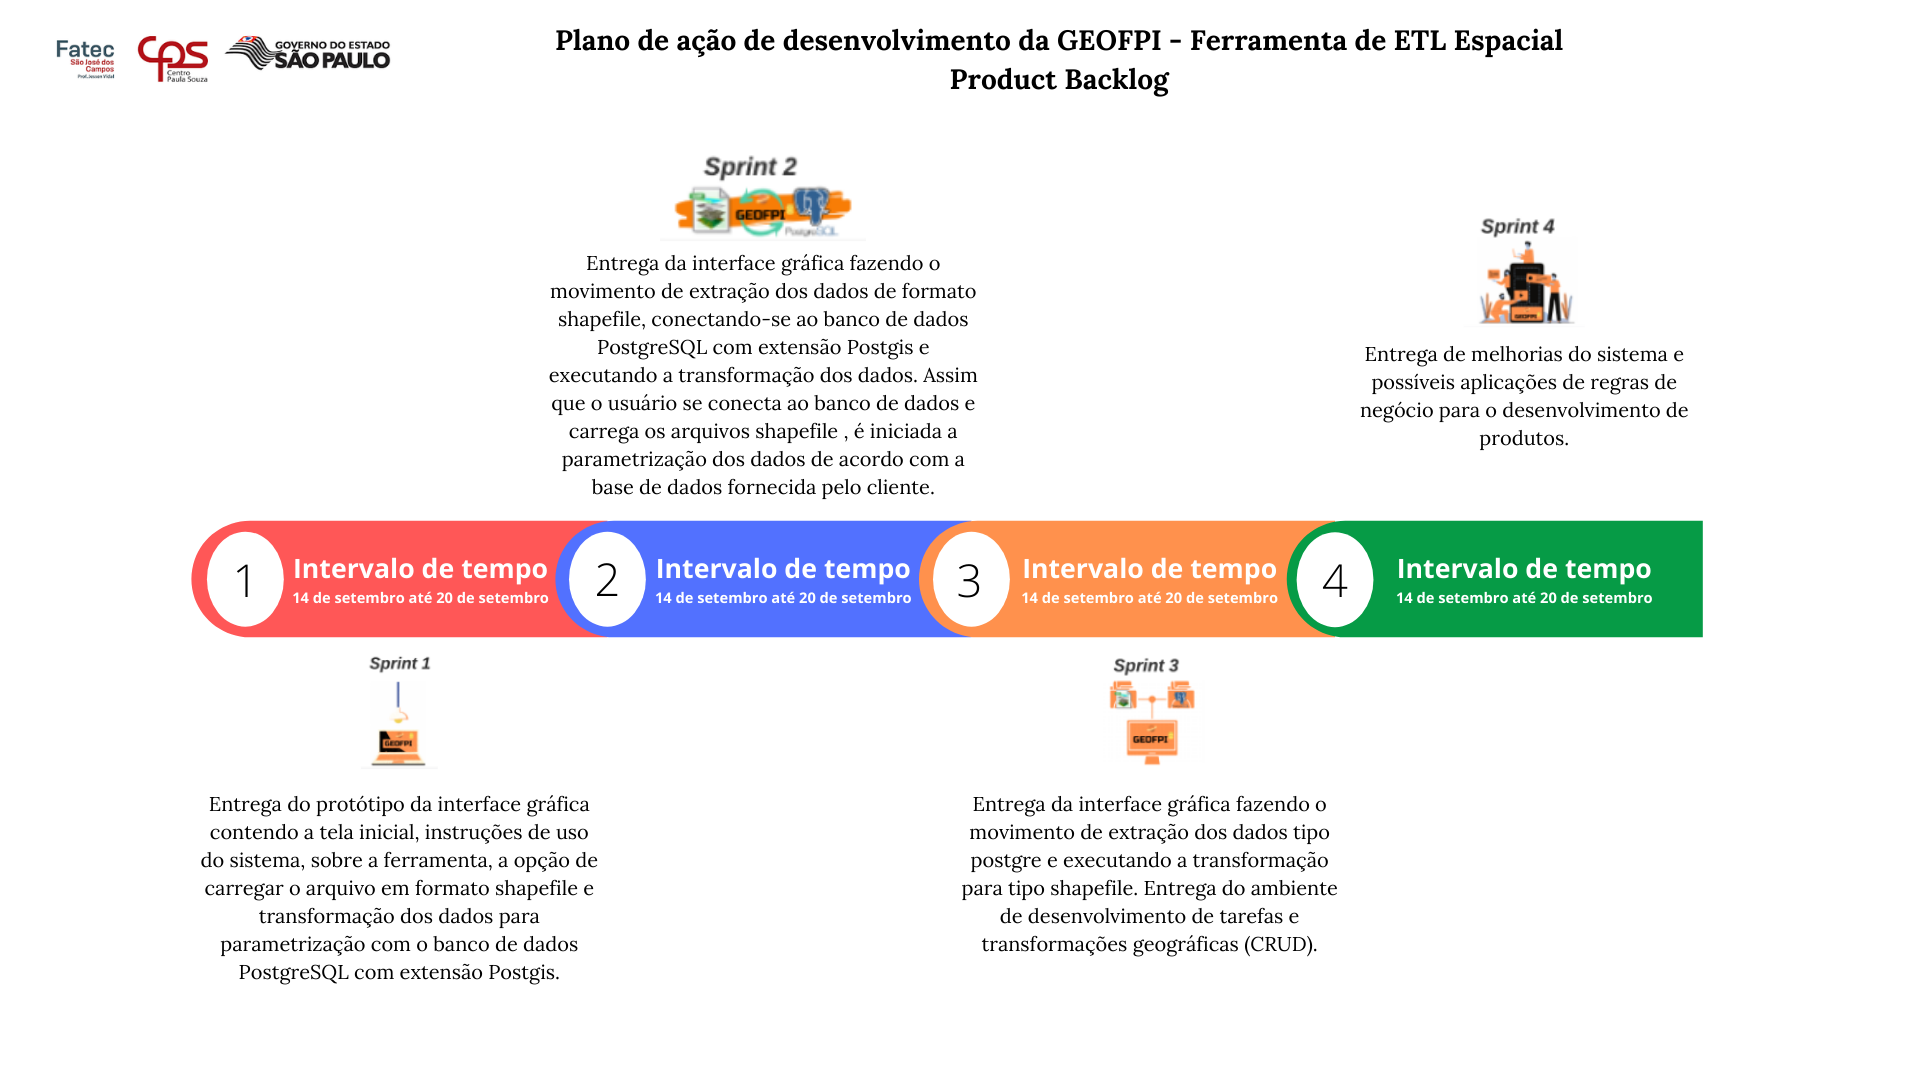 Fatec
São José dos
Campos
Prof. Jessen Vidal
CPS
Centro
Paula Souza
GOVERNO DO ESTADO
SÃO PAULO
Plano de ação de desenvolvimento da GEOFPI - Ferramenta de ETL Espacial
Product Backlog
Sprint 2
GEOFPI
PostgreSQL
Entrega da interface gráfica fazendo o
movimento de extração dos dados de formato
shapefile, conectando-se ao banco de dados
PostgreSQL com extensão Postgis e
executando a transformação dos dados. Assim
que o usuário se conecta ao banco de dados e
carrega os arquivos shapefile , é iniciada a
parametrização dos dados de acordo com a
base de dados fornecida pelo cliente.
Sprint 4
GEOFPI
Entrega de melhorias do sistema e
possíveis aplicações de regras de
negócio para o desenvolvimento de
produtos.
1
Intervalo de tempo
14 de setembro até 20 de setembro
2
Intervalo de tempo
14 de setembro até 20 de setembro
3
Intervalo de tempo
14 de setembro até 20 de setembro
4
Intervalo de tempo
14 de setembro até 20 de setembro
Sprint 1
GEOFPI
Entrega do protótipo da interface gráfica
contendo a tela inicial, instruções de uso
do sistema, sobre a ferramenta, a opção de
carregar o arquivo em formato shapefile e
transformação dos dados para
parametrização com o banco de dados
PostgreSQL com extensão Postgis.
Sprint 3
GEOFPI
Entrega da interface gráfica fazendo o
movimento de extração dos dados tipo
postgre e executando a transformação
para tipo shapefile. Entrega do ambiente
de desenvolvimento de tarefas e
transformações geográficas (CRUD).